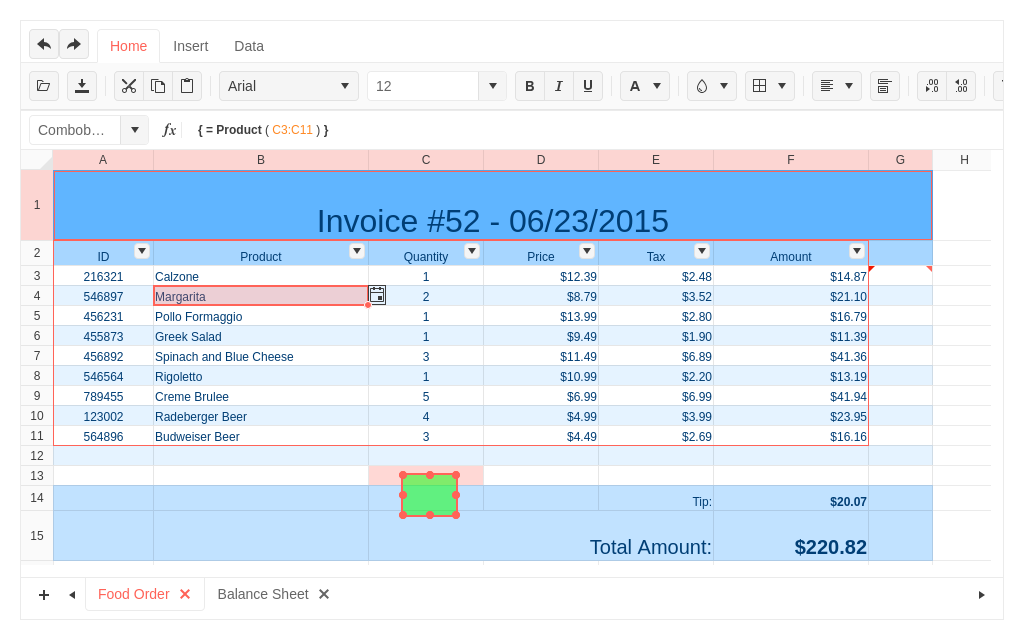 Home Insert Data
Arial 12 B I U A .00 .0 .0 .00
Combob... fx { = Product ( C3:C11 ) }
A B C D E F G H
1 Invoice #52 - 06/23/2015
2 ID Product Quantity Price Tax Amount
3 216321 Calzone 1 $12.39 $2.48 $14.87
4 546897 Margarita 2 $8.79 $3.52 $21.10
5 456231 Pollo Formaggio 1 $13.99 $2.80 $16.79
6 455873 Greek Salad 1 $9.49 $1.90 $11.39
7 456892 Spinach and Blue Cheese 3 $11.49 $6.89 $41.36
8 546564 Rigoletto 1 $10.99 $2.20 $13.19
9 789455 Creme Brulee 5 $6.99 $6.99 $41.94
10 123002 Radeberger Beer 4 $4.99 $3.99 $23.95
11 564896 Budweiser Beer 3 $4.49 $2.69 $16.16
12
13
14 Tip: $20.07
15 Total Amount: $220.82
Food Order Balance Sheet